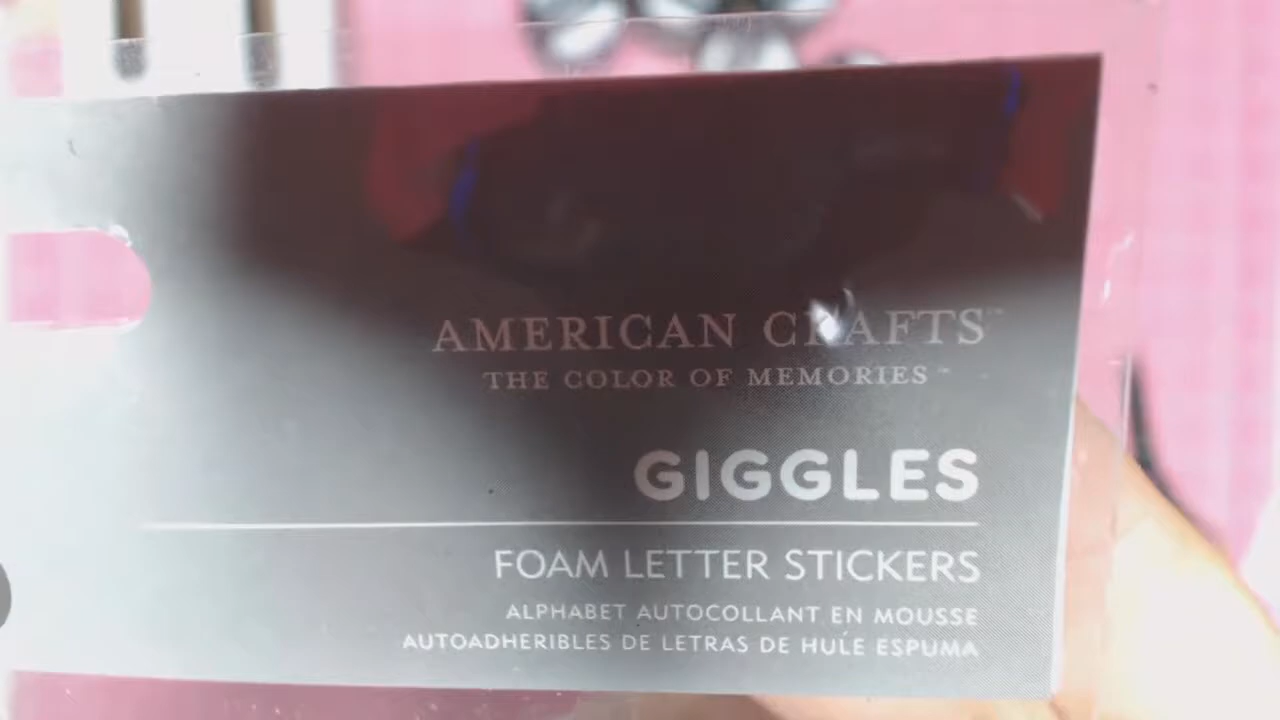 AMERICAN CRAFTS™
THE COLOR OF MEMORIES™
GIGGLES
FOAM LETTER STICKERS
ALPHABET AUTOCOLLANT EN MOUSSE
AUTOADHERIBLES DE LETRAS DE HULÉ ESPUMA